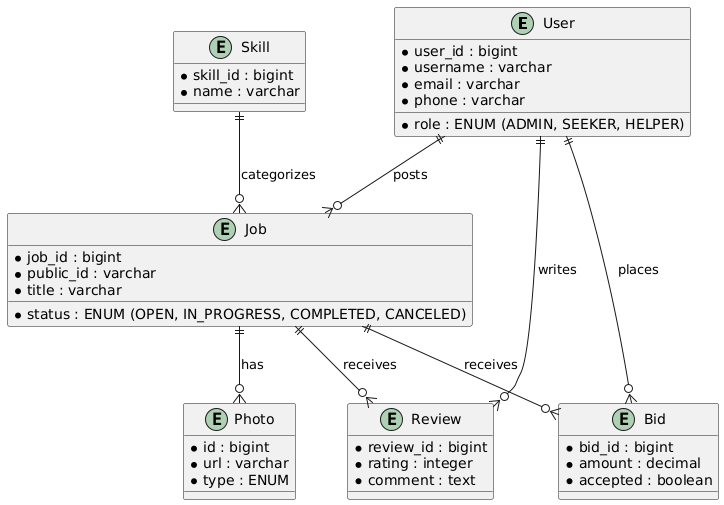 E Skill
skill_id : bigint
name : varchar
E User
user_id : bigint
username : varchar
email : varchar
phone : varchar
role : ENUM (ADMIN, SEEKER, HELPER)
categorizes
posts
writes
places
E Job
job_id : bigint
public_id : varchar
title : varchar
status : ENUM (OPEN, IN_PROGRESS, COMPLETED, CANCELED)
has
receives
receives
E Photo
id : bigint
url : varchar
type : ENUM
E Review
review_id : bigint
rating : integer
comment : text
E Bid
bid_id : bigint
amount : decimal
accepted : boolean